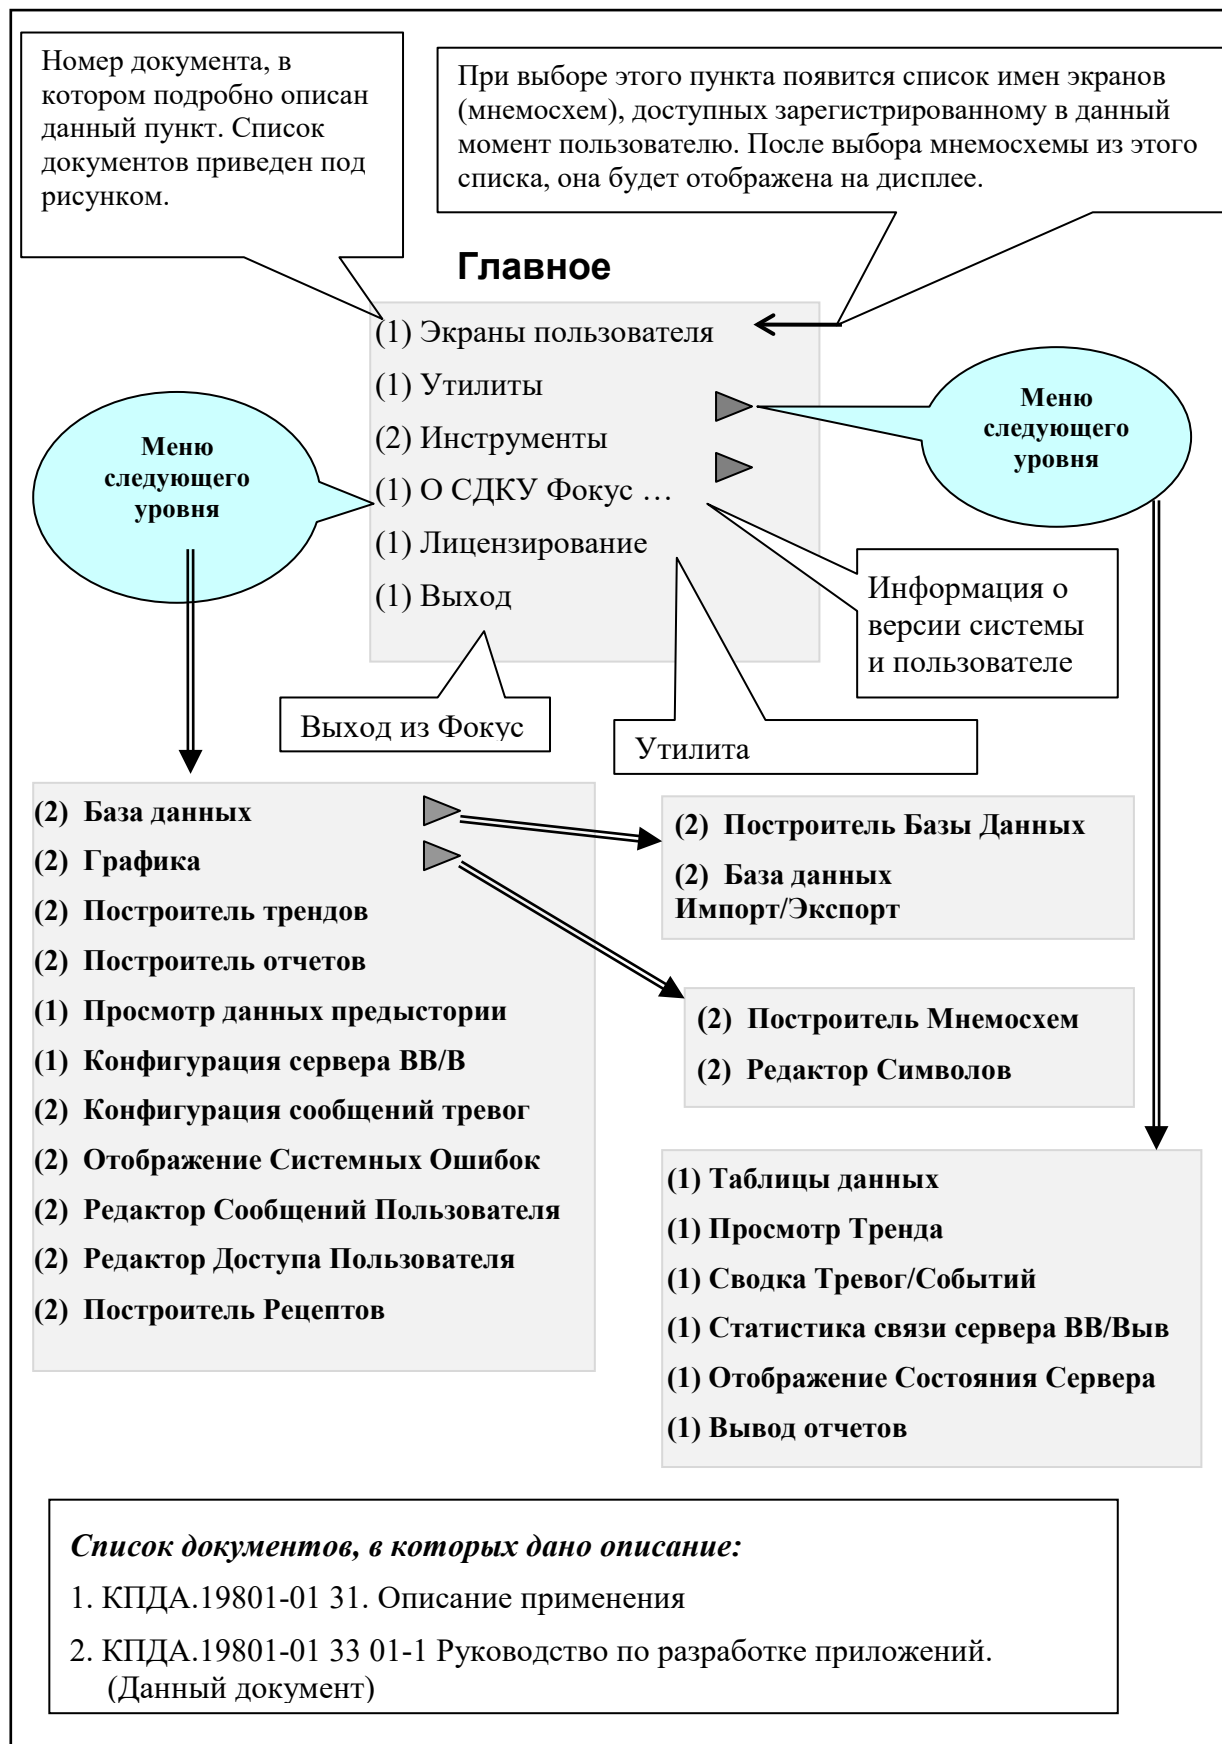 Номер документа, в
котором подробно описан
данный пункт. Список
документов приведен под
рисунком.
При выборе этого пункта появится список имен экранов
(мнемосхем), доступных зарегистрированному в данный
момент пользователю. После выбора мнемосхемы из этого
списка, она будет отображена на дисплее.
Главное
(1) Экраны пользователя
(1) Утилиты
(2) Инструменты
(1) О СДКУ Фокус …
(1) Лицензирование
(1) Выход
Меню
следующего
уровня
Меню
следующего
уровня
Информация о
версии системы
и пользователе
Выход из Фокус
Утилита
(2) База данных
(2) Графика
(2) Построитель трендов
(2) Построитель отчетов
(1) Просмотр данных предыстории
(1) Конфигурация сервера ВВ/В
(2) Конфигурация сообщений тревог
(2) Отображение Системных Ошибок
(2) Редактор Сообщений Пользователя
(2) Редактор Доступа Пользователя
(2) Построитель Рецептов
(2) Построитель Базы Данных
(2) База данных
Импорт/Экспорт
(2) Построитель Мнемосхем
(2) Редактор Символов
(1) Таблицы данных
(1) Просмотр Тренда
(1) Сводка Тревог/Событий
(1) Статистика связи сервера ВВ/Выв
(1) Отображение Состояния Сервера
(1) Вывод отчетов
Список документов, в которых дано описание:
1. КПДА.19801-01 31. Описание применения
2. КПДА.19801-01 33 01-1 Руководство по разработке приложений.
(Данный документ)